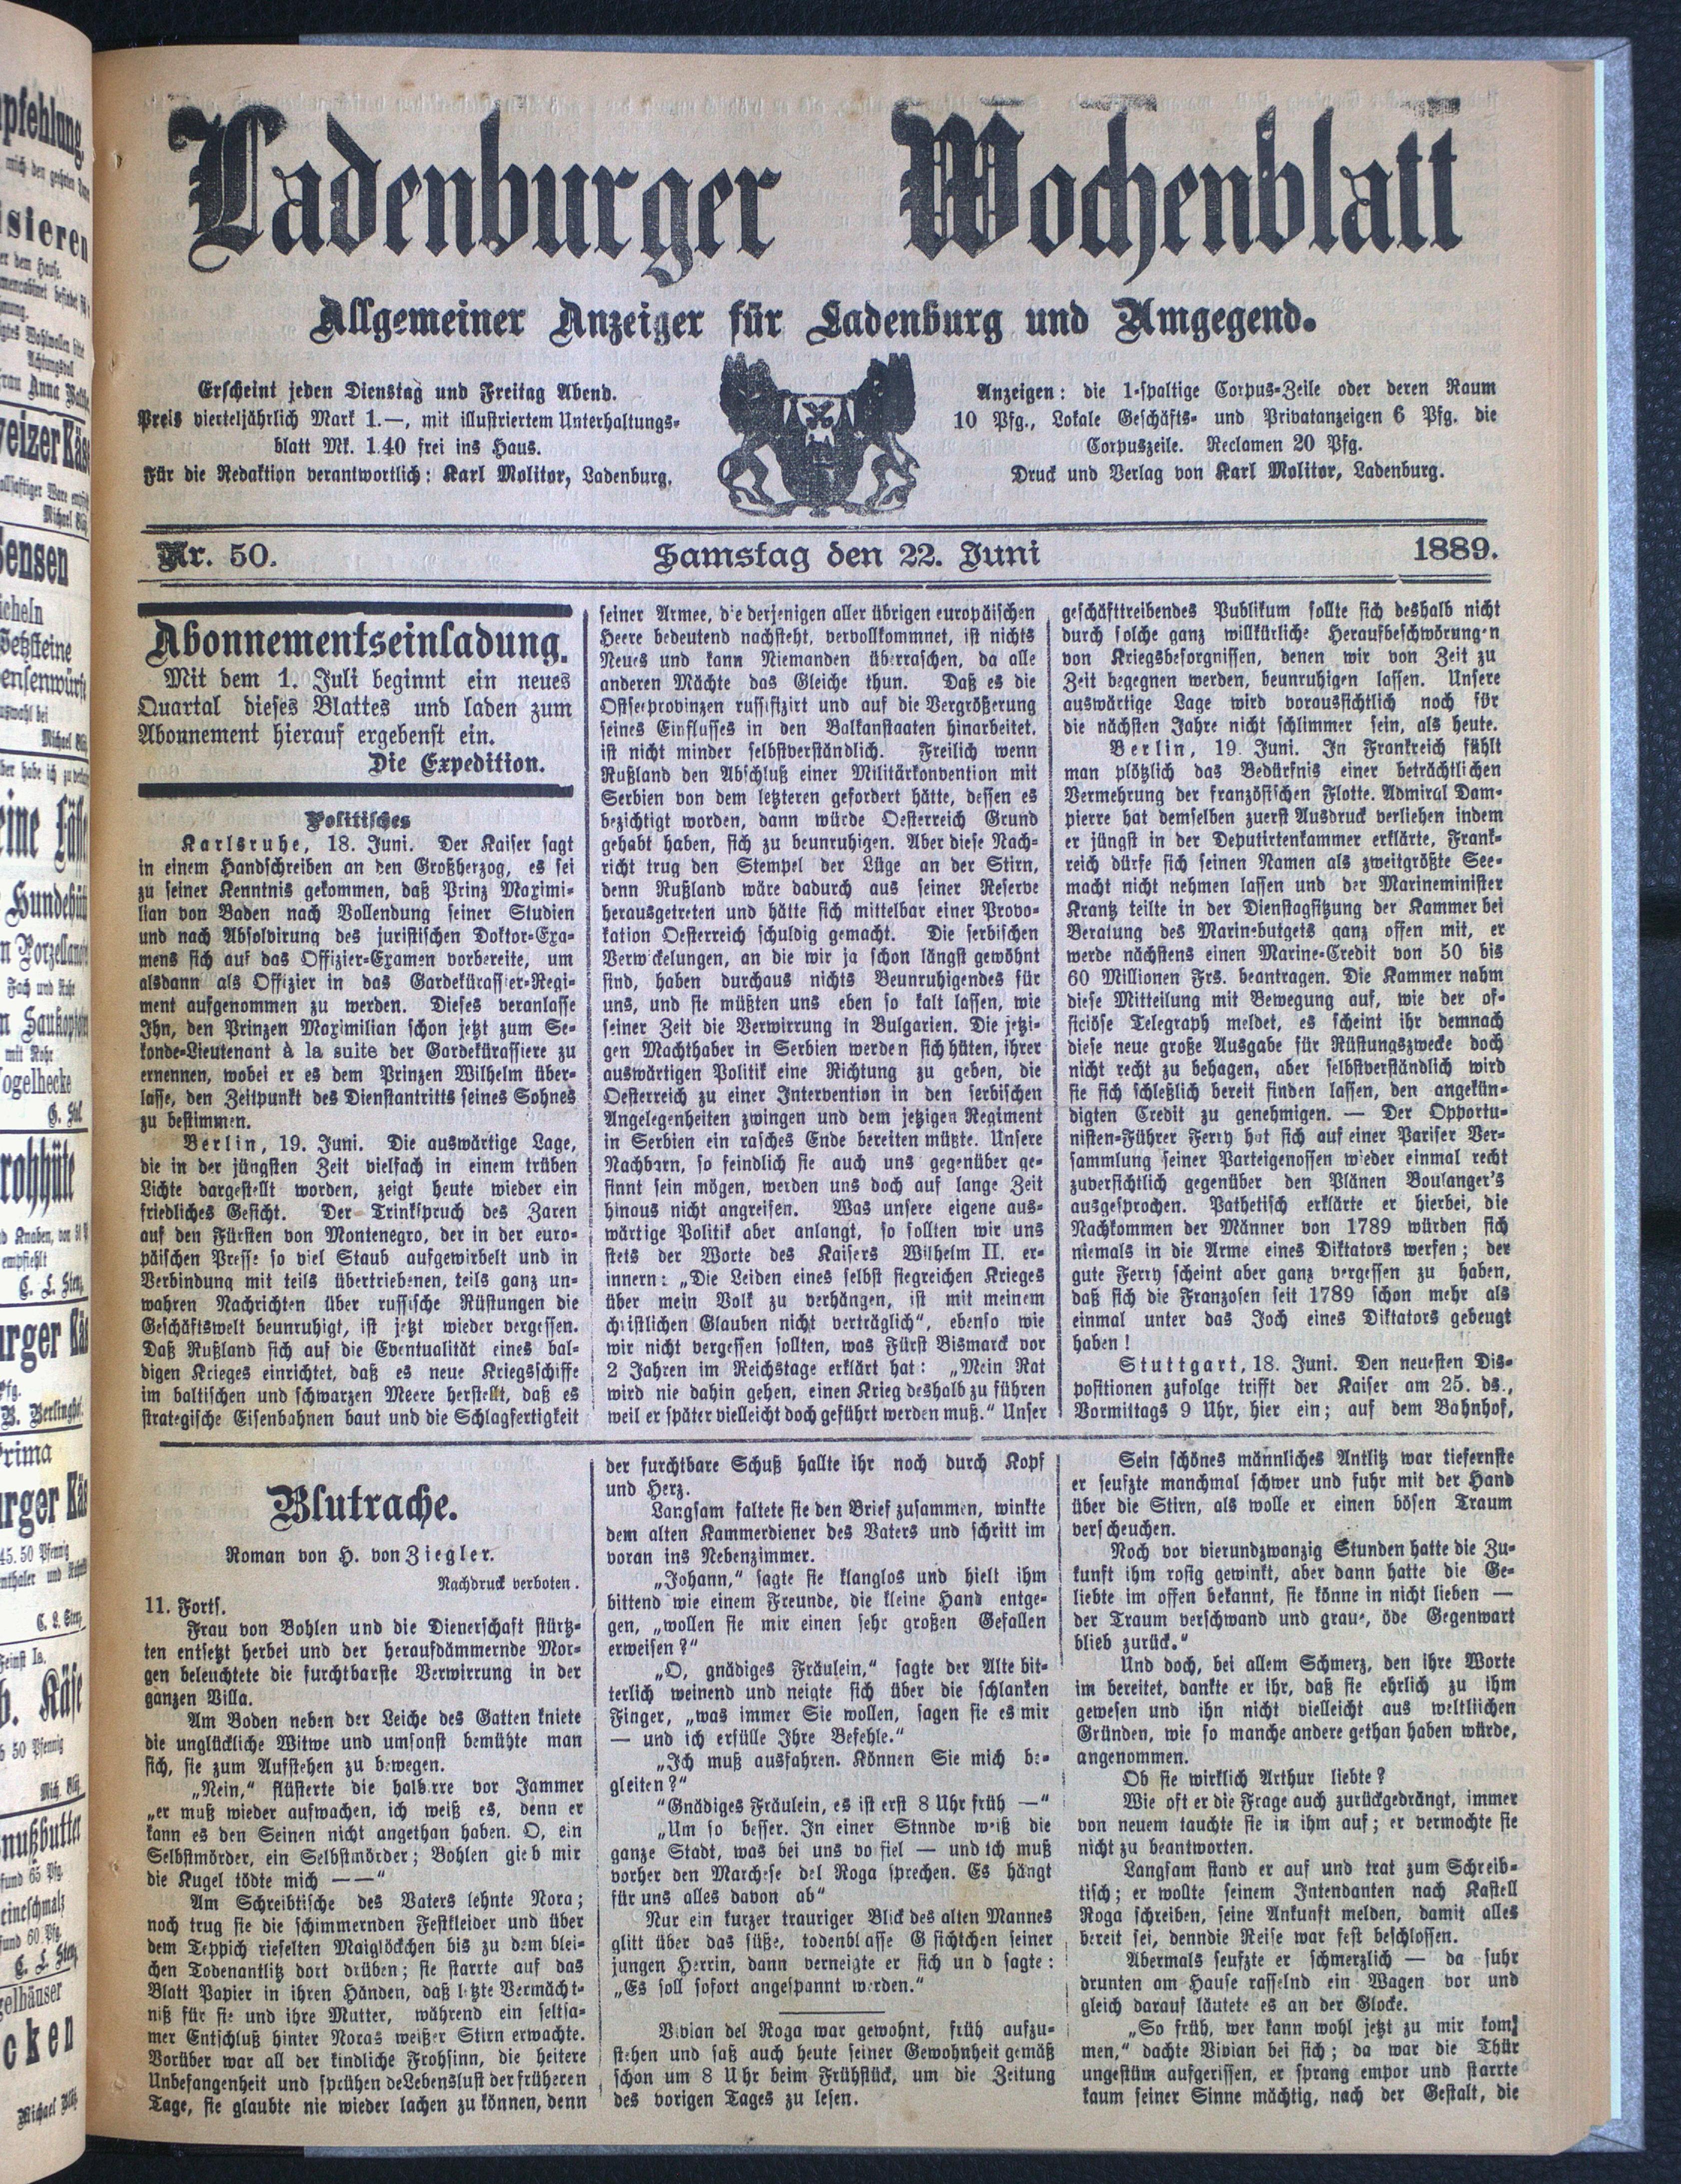 Ladenburger Wochenblatt
Allgemeiner Anzeiger für Ladenburg und Umgegend.
Erscheint jeden Dienstag und Freitag Abend.
Preis vierteljährlich Mark 1.—, mit illustriertem Unterhaltungs-
blatt Mk. 1.40 frei ins Haus.
Für die Redaktion verantwortlich: Karl Molitor, Ladenburg.
Anzeigen: die 1-spaltige Corpus-Zeile oder deren Raum
10 Pfg., Lokale Geschäfts- und Privatanzeigen 6 Pfg. die
Corpuszeile. Reclamen 20 Pfg.
Druck und Verlag von Karl Molitor, Ladenburg.
Nr. 50.
Samstag den 22. Juni
1889.
Abonnementseinladung.
Mit dem 1. Juli beginnt ein neues
Quartal dieses Blattes und laden zum
Abonnement hierauf ergebenst ein.
Die Expedition.
Politisches
Karlsruhe, 18. Juni. Der Kaiser sagt
in einem Handschreiben an den Großherzog, es sei
zu seiner Kenntnis gekommen, daß Prinz Maximi-
lian von Baden nach Vollendung seiner Studien
und nach Absolvirung des juristischen Doktor-Exa-
mens sich auf das Offizier-Examen vorbereite, um
alsdann als Offizier in das Gardekürassier-Regi-
ment aufgenommen zu werden. Dieses veranlasse
Ihn, den Prinzen Maximilian schon jetzt zum Se-
konde-Lieutenant à la suite der Gardekürassiere zu
ernennen, wobei er es dem Prinzen Wilhelm über-
lasse, den Zeitpunkt des Dienstantritts seines Sohnes
zu bestimmen.
Berlin, 19. Juni. Die auswärtige Lage,
die in der jüngsten Zeit vielfach in einem trüben
Lichte dargestellt worden, zeigt heute wieder ein
friedliches Gesicht. Der Trinkspruch des Zaren
auf den Fürsten von Montenegro, der in der euro-
päischen Presse so viel Staub aufgewirbelt und in
Verbindung mit teils übertriebenen, teils ganz un-
wahren Nachrichten über russische Rüstungen die
Geschäftswelt beunruhigt, ist jetzt wieder vergessen.
Daß Rußland sich auf die Eventualität eines bal-
digen Krieges einrichtet, daß es neue Kriegsschiffe
im baltischen und schwarzen Meere herstellt, daß es
strategische Eisenbahnen baut und die Schlagfertigkeit
seiner Armee, die derjenigen aller übrigen europäischen
Heere bedeutend nachsteht, vervollkommnet, ist nichts
Neues und kann Niemanden überraschen, da alle
anderen Mächte das Gleiche thun. Daß es die
Ostseeprovinzen russifizirt und auf die Vergrößerung
seines Einflusses in den Balkanstaaten hinarbeitet,
ist nicht minder selbstverständlich. Freilich wenn
Rußland den Abschluß einer Militärkonvention mit
Serbien von dem letzteren gefordert hätte, dessen es
bezichtigt worden, dann würde Oesterreich Grund
gehabt haben, sich zu beunruhigen. Aber diese Nach-
richt trug den Stempel der Lüge an der Stirn,
denn Rußland wäre dadurch aus seiner Reserve
herausgetreten und hätte sich mittelbar einer Provo-
kation Oesterreich schuldig gemacht. Die serbischen
Verwickelungen, an die wir ja schon längst gewöhnt
sind, haben durchaus nichts Beunruhigendes für
uns, und sie müßten uns eben so kalt lassen, wie
seiner Zeit die Verwirrung in Bulgarien. Die jetzi-
gen Machthaber in Serbien werden sich hüten, ihrer
auswärtigen Politik eine Richtung zu geben, die
Oesterreich zu einer Intervention in den serbischen
Angelegenheiten zwingen und dem jetzigen Regiment
in Serbien ein rasches Ende bereiten müßte. Unsere
Nachbarn, so feindlich sie auch uns gegenüber ge-
sinnt sein mögen, werden uns doch auf lange Zeit
hinaus nicht angreifen. Was unsere eigene aus-
wärtige Politik aber anlangt, so sollten wir uns
stets der Worte des Kaisers Wilhelm II. er-
innern: „Die Leiden eines selbst siegreichen Krieges
über mein Volk zu verhängen, ist mit meinem
christlichen Glauben nicht verträglich“, ebenso wie
wir nicht vergessen sollten, was Fürst Bismarck vor
2 Jahren im Reichstage erklärt hat: „Mein Rat
wird nie dahin gehen, einen Krieg deshalb zu führen
weil er später vielleicht doch geführt werden muß.“ Unser
geschäfttreibendes Publikum sollte sich deshalb nicht
durch solche ganz willkürliche Heraufbeschwörungen
von Kriegsbesorgnissen, denen wir von Zeit zu
Zeit begegnen werden, beunruhigen lassen. Unsere
auswärtige Lage wird voraussichtlich noch für
die nächsten Jahre nicht schlimmer sein, als heute.
Berlin, 19. Juni. In Frankreich fühlt
man plötzlich das Bedürfnis einer beträchtlichen
Vermehrung der französischen Flotte. Admiral Dam-
pierre hat demselben zuerst Ausdruck verliehen indem
er jüngst in der Deputirtenkammer erklärte, Frank-
reich dürfe sich seinen Namen als zweitgrößte See-
macht nicht nehmen lassen und der Marineminister
Krantz teilte in der Dienstagsitzung der Kammer bei
Beratung des Marinebutgets ganz offen mit, er
werde nächstens einen Marine-Credit von 50 bis
60 Millionen Frs. beantragen. Die Kammer nahm
diese Mitteilung mit Bewegung auf, wie der of-
ficiöse Telegraph meldet, es scheint ihr demnach
diese neue große Ausgabe für Rüstungszwecke doch
nicht recht zu behagen, aber selbstverständlich wird
sie sich schließlich bereit finden lassen, den angekün-
digten Credit zu genehmigen. — Der Opportu-
nisten-Führer Ferry hat sich auf einer Pariser Ver-
sammlung seiner Parteigenossen wieder einmal recht
zuversichtlich gegenüber den Plänen Boulanger's
ausgesprochen. Pathetisch erklärte er hierbei, die
Nachkommen der Männer von 1789 würden sich
niemals in die Arme eines Diktators werfen; der
gute Ferry scheint aber ganz vergessen zu haben,
daß sich die Franzosen seit 1789 schon mehr als
einmal unter das Joch eines Diktators gebeugt
haben!
Stuttgart, 18. Juni. Den neuesten Dis-
positionen zufolge trifft der Kaiser am 25. ds.,
Vormittags 9 Uhr, hier ein; auf dem Bahnhof,
Blutrache.
Roman von H. von Ziegler.
Nachdruck verboten.
11. Forts.
Frau von Bohlen und die Dienerschaft stürz-
ten entsetzt herbei und der heraufdämmernde Mor-
gen beleuchtete die furchtbarste Verwirrung in der
ganzen Villa.
Am Boden neben der Leiche des Gatten kniete
die unglückliche Witwe und umsonst bemühte man
sich, sie zum Aufstehen zu bewegen.
„Nein,“ flüsterte die halbirre vor Jammer
„er muß wieder aufwachen, ich weiß es, denn er
kann es den Seinen nicht angethan haben. O, ein
Selbstmörder, ein Selbstmörder; Bohlen gieb mir
die Kugel tödte mich — —“
Am Schreibtische des Vaters lehnte Nora;
noch trug sie die schimmernden Festkleider und über
dem Teppich rieselten Maiglöckchen bis zu dem blei-
chen Todenantlitz dort drüben; sie starrte auf das
Blatt Papier in ihren Händen, daß letzte Vermächt-
niß für sie und ihre Mutter, während ein seltsa-
mer Entschluß hinter Noras weißer Stirn erwachte.
Vorüber war all der kindliche Frohsinn, die heitere
Unbefangenheit und sprühen deLebenslust der früheren
Tage, sie glaubte nie wieder lachen zu können, denn
der furchtbare Schuß hallte ihr noch durch Kopf
und Herz.
Langsam faltete sie den Brief zusammen, winkte
dem alten Kammerdiener des Vaters und schritt im
voran ins Nebenzimmer.
„Johann,“ sagte sie klanglos und hielt ihm
bittend wie einem Freunde, die kleine Hand entge-
gen, „wollen sie mir einen sehr großen Gefallen
erweisen?“
„O, gnädiges Fräulein,“ sagte der Alte bit-
terlich weinend und neigte sich über die schlanken
Finger, „was immer Sie wollen, sagen sie es mir
— und ich erfülle Ihre Befehle.“
„Ich muß ausfahren. Können Sie mich be-
gleiten?“
“Gnädiges Fräulein, es ist erst 8 Uhr früh —“
„Um so besser. In einer Stnnde weiß die
ganze Stadt, was bei uns vo fiel — und ich muß
vorher den Marchese del Roga sprechen. Es hängt
für uns alles davon ab“
Nur ein kurzer trauriger Blick des alten Mannes
glitt über das süße, todenblasse G sichtchen seiner
jungen Herrin, dann verneigte er sich un d sagte:
„Es soll sofort angespannt werden.“
Vivian del Roga war gewohnt, früh aufzu-
stehen und saß auch heute seiner Gewohnheit gemäß
schon um 8 Uhr beim Frühstück, um die Zeitung
des vorigen Tages zu lesen.
Sein schönes männliches Antlitz war tiefernste
er seufzte manchmal schwer und fuhr mit der Hand
über die Stirn, als wolle er einen bösen Traum
verscheuchen.
Noch vor vierundzwanzig Stunden hatte die Zu-
kunft ihm rosig gewinkt, aber dann hatte die Ge-
liebte im offen bekannt, sie könne in nicht lieben —
der Traum verschwand und graue, öde Gegenwart
blieb zurück.“
Und doch, bei allem Schmerz, den ihre Worte
im bereitet, dankte er ihr, daß sie ehrlich zu ihm
gewesen und ihn nicht vielleicht aus weltllichen
Gründen, wie so manche andere gethan haben würde,
angenommen.
Ob sie wirklich Arthur liebte?
Wie oft er die Frage auch zurückgedrängt, immer
von neuem tauchte sie in ihm auf; er vermochte sie
nicht zu beantworten.
Langsam stand er auf und trat zum Schreib-
tisch; er wollte seinem Intendanten nach Kastell
Roga schreiben, seine Ankunft melden, damit alles
bereit sei, denndie Reise war fest beschlossen.
Abermals seufzte er schmerzlich — da fuhr
drunten am Hause rasselnd ein Wagen vor und
gleich darauf läutete es an der Glocke.
„So früh, wer kann wohl jetzt zu mir kom-
men,“ dachte Vivian bei sich; da war die Thür
ungestüm aufgerissen, er sprang empor und starrte
kaum seiner Sinne mächtig, nach der Gestalt, die